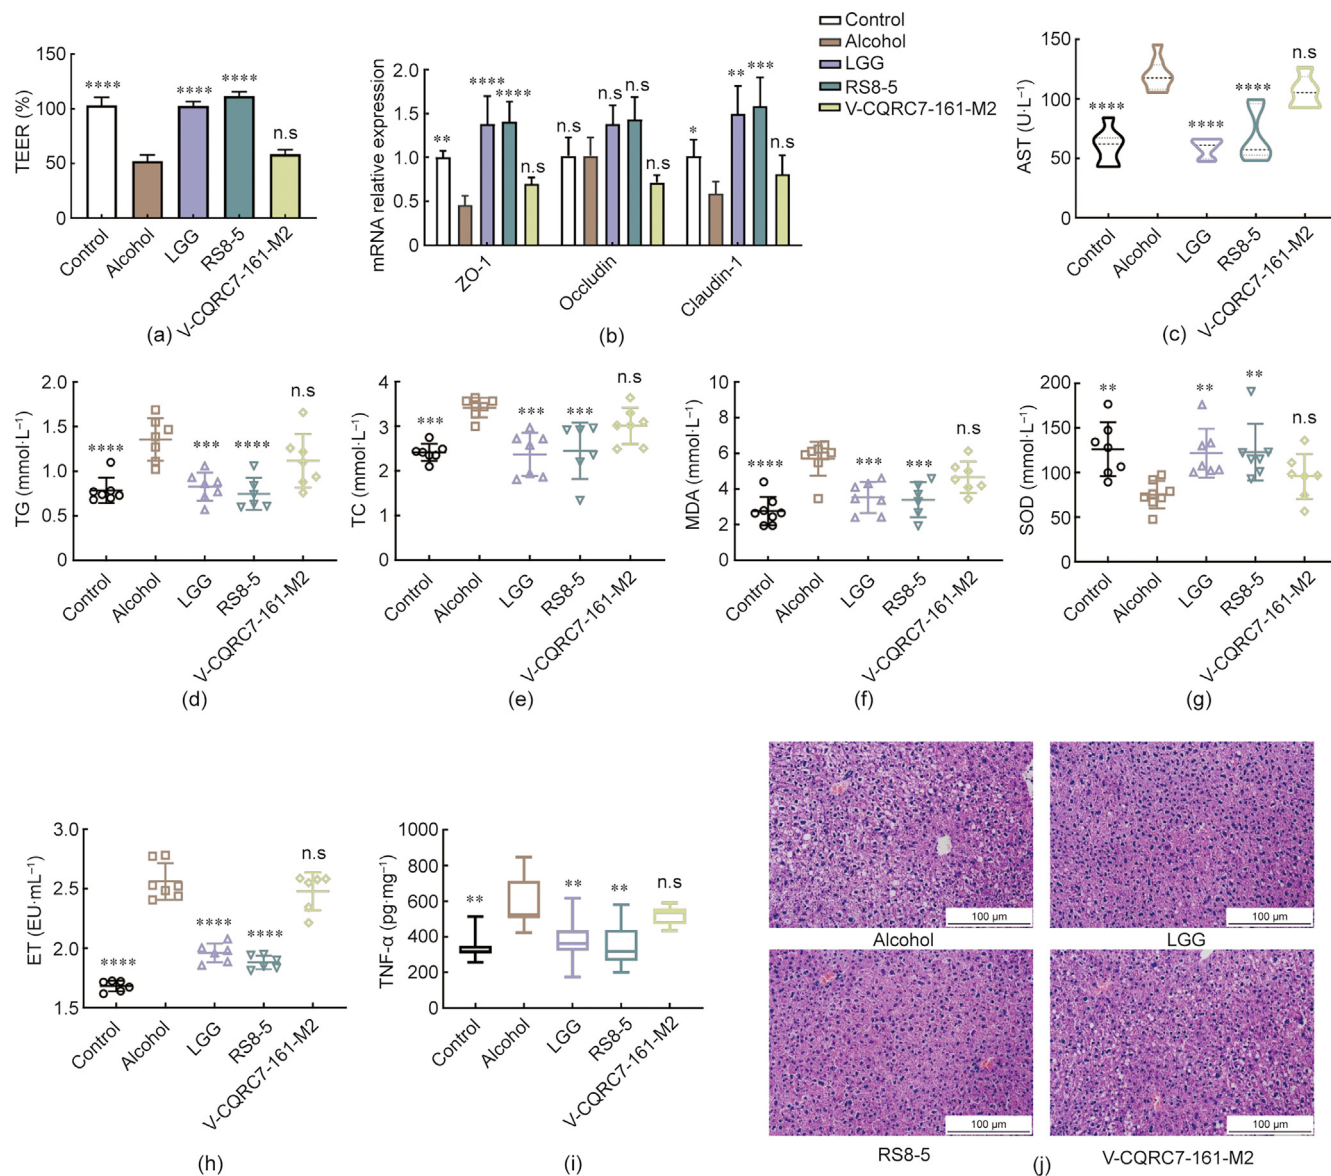 Control
Alcohol
LGG
RS8-5
V-CQRC7-161-M2
TEER (%)
150
100
50
0
****
****
****
n.s
Control
Alcohol
LGG
RS8-5
V-CQRC7-161-M2
(a)
mRNA relative expression
2.0
1.5
1.0
0.5
0
**
****
****
n.s
n.s
n.s
n.s
n.s
*
**
***
n.s
ZO-1
Occludin
Claudin-1
(b)
AST (U·L⁻¹)
150
100
50
0
****
****
****
n.s
Control
Alcohol
LGG
RS8-5
V-CQRC7-161-M2
(c)
TG (mmol·L⁻¹)
2.0
1.5
1.0
0.5
0
****
***
****
n.s
Control
Alcohol
LGG
RS8-5
V-CQRC7-161-M2
(d)
TC (mmol·L⁻¹)
4
3
2
1
0
***
***
***
n.s
Control
Alcohol
LGG
RS8-5
V-CQRC7-161-M2
(e)
MDA (mmol·L⁻¹)
10
8
6
4
2
0
****
***
***
n.s
Control
Alcohol
LGG
RS8-5
V-CQRC7-161-M2
(f)
SOD (mmol·L⁻¹)
200
150
100
50
0
**
**
**
n.s
Control
Alcohol
LGG
RS8-5
V-CQRC7-161-M2
(g)
ET (EU·mL⁻¹)
3.0
2.5
2.0
1.5
****
****
****
n.s
Control
Alcohol
LGG
RS8-5
V-CQRC7-161-M2
(h)
TNF-α (pg·mg⁻¹)
1000
800
600
400
200
0
**
**
**
n.s
Control
Alcohol
LGG
RS8-5
V-CQRC7-161-M2
(i)
100 µm
100 µm
Alcohol
LGG
100 µm
100 µm
RS8-5
V-CQRC7-161-M2
(j)